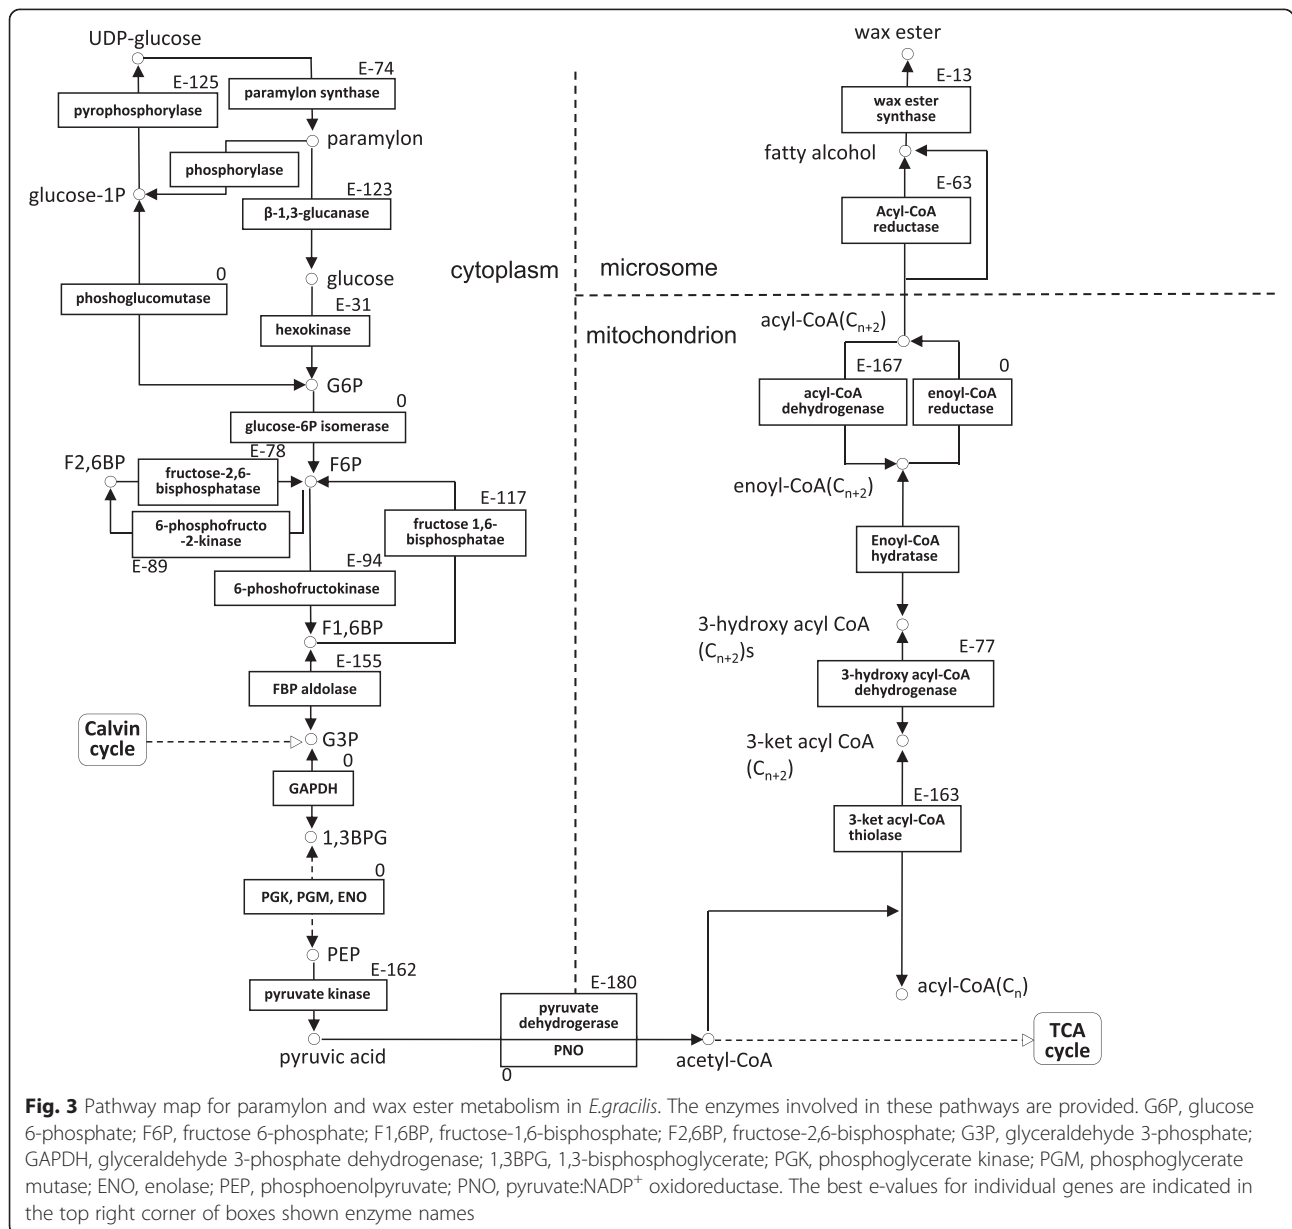 UDP-glucose
E-125
pyrophosphorylase
E-74
paramylon synthase
paramylon
phosphorylase
glucose-1P
E-123
β-1,3-glucanase
glucose
0
phoshoglucomutase
E-31
hexokinase
G6P
0
glucose-6P isomerase
E-78
F2,6BP
fructose-2,6-
bisphosphatase
F6P
6-phosphofructo
-2-kinase
E-89
E-117
fructose 1,6-
bisphosphatae
E-94
6-phoshofructokinase
F1,6BP
E-155
FBP aldolase
Calvin
cycle
G3P
0
GAPDH
1,3BPG
0
PGK, PGM, ENO
PEP
E-162
pyruvate kinase
pyruvic acid
E-180
pyruvate
dehydrogerase
PNO
0
acetyl-CoA
TCA
cycle
cytoplasm
microsome
mitochondrion
wax ester
E-13
wax ester
synthase
fatty alcohol
E-63
Acyl-CoA
reductase
acyl-CoA(Cn+2)
E-167
acyl-CoA
dehydrogenase
0
enoyl-CoA
reductase
enoyl-CoA(Cn+2)
Enoyl-CoA
hydratase
3-hydroxy acyl CoA
(Cn+2)s
E-77
3-hydroxy acyl-CoA
dehydrogenase
3-ket acyl CoA
(Cn+2)
E-163
3-ket acyl-CoA
thiolase
acyl-CoA(Cn)
Fig. 3 Pathway map for paramylon and wax ester metabolism in E.gracilis. The enzymes involved in these pathways are provided. G6P, glucose
6-phosphate; F6P, fructose 6-phosphate; F1,6BP, fructose-1,6-bisphosphate; F2,6BP, fructose-2,6-bisphosphate; G3P, glyceraldehyde 3-phosphate;
GAPDH, glyceraldehyde 3-phosphate dehydrogenase; 1,3BPG, 1,3-bisphosphoglycerate; PGK, phosphoglycerate kinase; PGM, phosphoglycerate
mutase; ENO, enolase; PEP, phosphoenolpyruvate; PNO, pyruvate:NADP+ oxidoreductase. The best e-values for individual genes are indicated in
the top right corner of boxes shown enzyme names